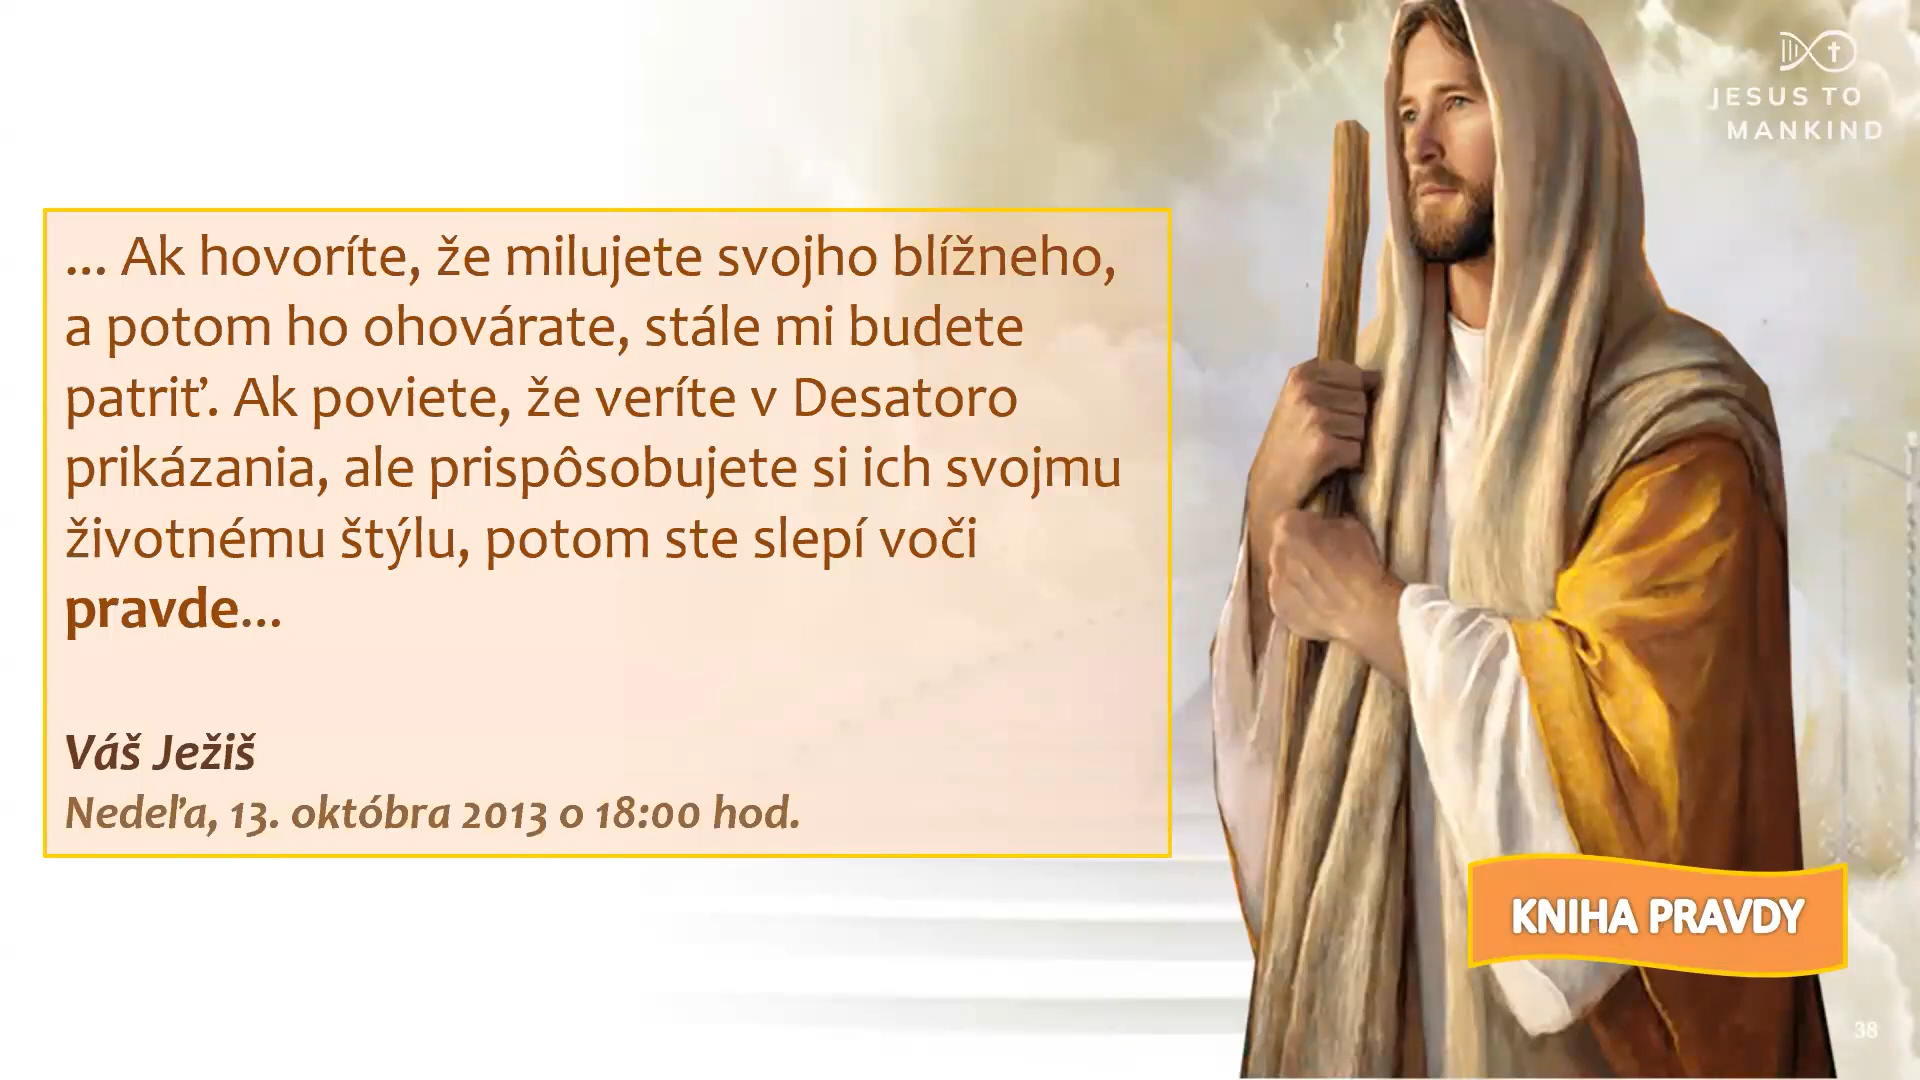 JESUS TO
MANKIND
... Ak hovoríte, že milujete svojho blížneho,
a potom ho ohovárate, stále mi budete
patriť. Ak poviete, že veríte v Desatoro
prikázania, ale prispôsobujete si ich svojmu
životnému štýlu, potom ste slepí voči
pravde...
Váš Ježiš
Nedeľa, 13. októbra 2013 o 18:00 hod.
KNIHA PRAVDY
38